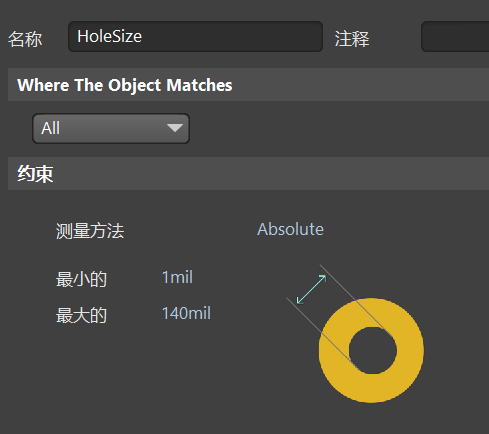 名称 HoleSize 注释
Where The Object Matches
All
约束
测量方法 Absolute
最小的 1mil
最大的 140mil